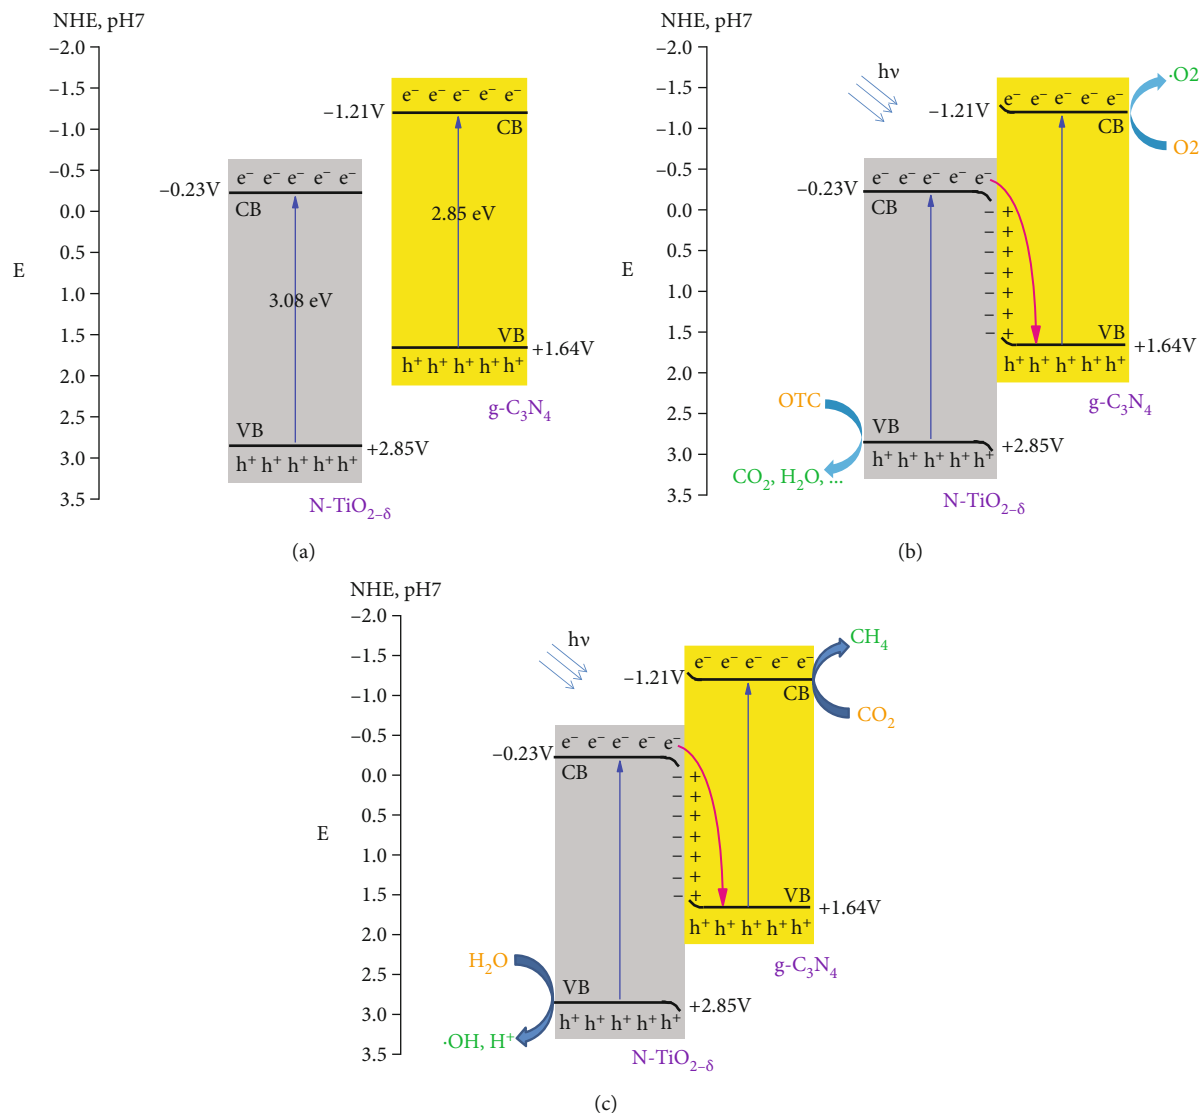 NHE, pH7
–2.0
–1.5
–1.0
–0.5
0.0
0.5
1.0
1.5
2.0
2.5
3.0
3.5
E
–0.23V
e⁻ e⁻ e⁻ e⁻ e⁻
CB
3.08 eV
VB
+2.85V
h⁺ h⁺ h⁺ h⁺ h⁺
N-TiO₂₋δ
–1.21V
e⁻ e⁻ e⁻ e⁻ e⁻
CB
2.85 eV
VB
+1.64V
h⁺ h⁺ h⁺ h⁺ h⁺
g-C₃N₄
(a)
NHE, pH7
–2.0
–1.5
–1.0
–0.5
0.0
0.5
1.0
1.5
2.0
2.5
3.0
3.5
E
hν
–0.23V
e⁻ e⁻ e⁻ e⁻ e⁻
CB
– +
– +
– +
– +
– +
– +
– +
OTC
VB
+2.85V
h⁺ h⁺ h⁺ h⁺ h⁺
CO₂, H₂O, ...
N-TiO₂₋δ
–1.21V
e⁻ e⁻ e⁻ e⁻ e⁻
CB
·O2
O2
VB
+1.64V
h⁺ h⁺ h⁺ h⁺ h⁺
g-C₃N₄
(b)
NHE, pH7
–2.0
–1.5
–1.0
–0.5
0.0
0.5
1.0
1.5
2.0
2.5
3.0
3.5
E
hν
–0.23V
e⁻ e⁻ e⁻ e⁻ e⁻
CB
– +
– +
– +
– +
– +
– +
– +
H₂O
VB
+2.85V
h⁺ h⁺ h⁺ h⁺ h⁺
·OH, H⁺
N-TiO₂₋δ
–1.21V
e⁻ e⁻ e⁻ e⁻ e⁻
CB
CH₄
CO₂
VB
+1.64V
h⁺ h⁺ h⁺ h⁺ h⁺
g-C₃N₄
(c)